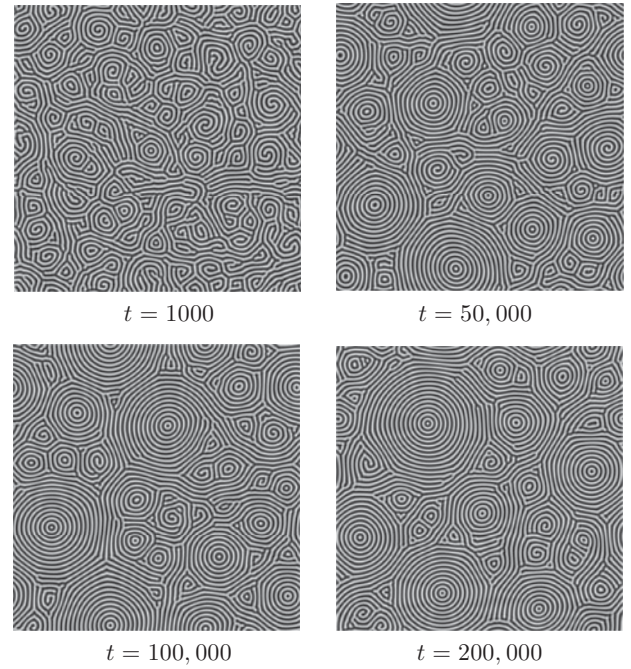 t = 1000
t = 50, 000
t = 100, 000
t = 200, 000